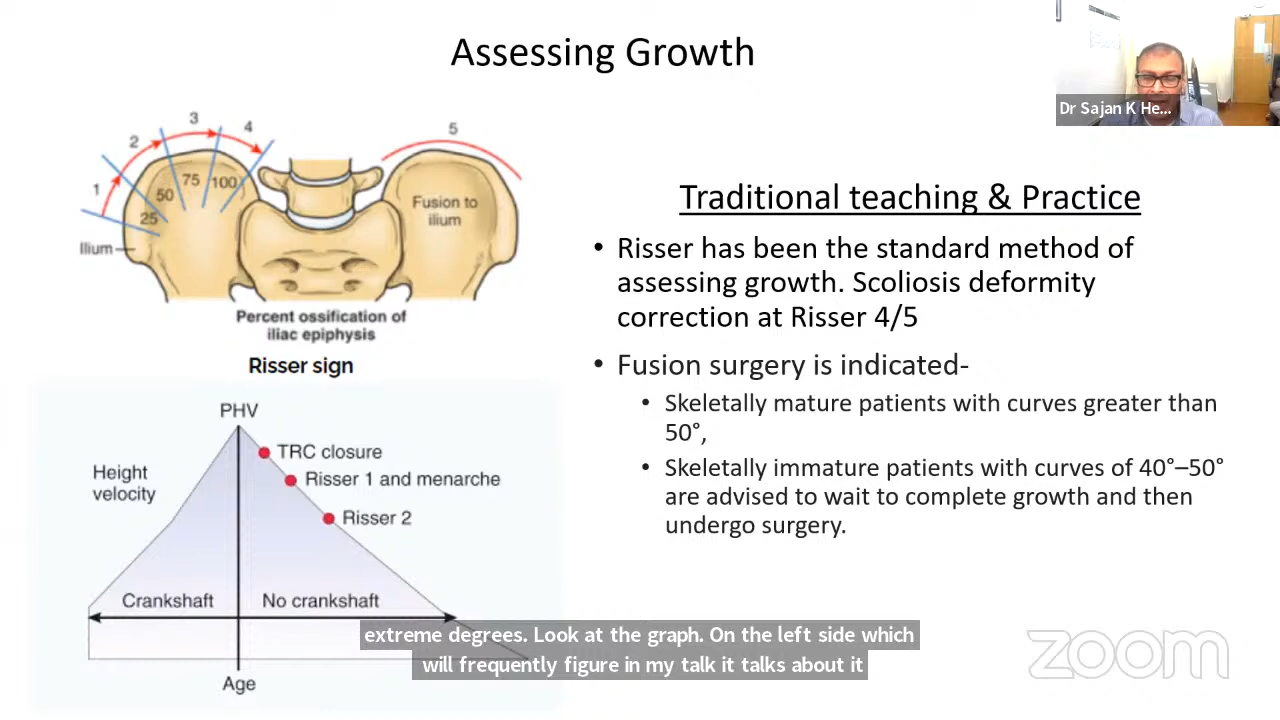 Assessing Growth
Dr Sajan K He...
1
2
3
4
5
25
50
75
100
Ilium
Fusion to
ilium
Percent ossification of
iliac epiphysis
Risser sign
PHV
TRC closure
Risser 1 and menarche
Risser 2
Height
velocity
Crankshaft
No crankshaft
Age
Traditional teaching & Practice
• Risser has been the standard method of
assessing growth. Scoliosis deformity
correction at Risser 4/5
• Fusion surgery is indicated-
• Skeletally mature patients with curves greater than
50°,
• Skeletally immature patients with curves of 40°–50°
are advised to wait to complete growth and then
undergo surgery.
extreme degrees. Look at the graph. On the left side which
will frequently figure in my talk it talks about it
zoom